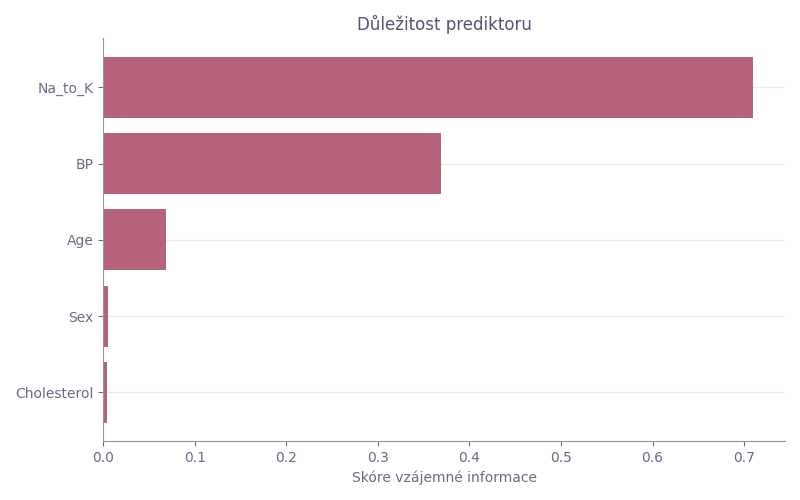 Důležitost prediktoru
Na_to_K
BP
Age
Sex
Cholesterol
0.0 0.1 0.2 0.3 0.4 0.5 0.6 0.7
Skóre vzájemné informace